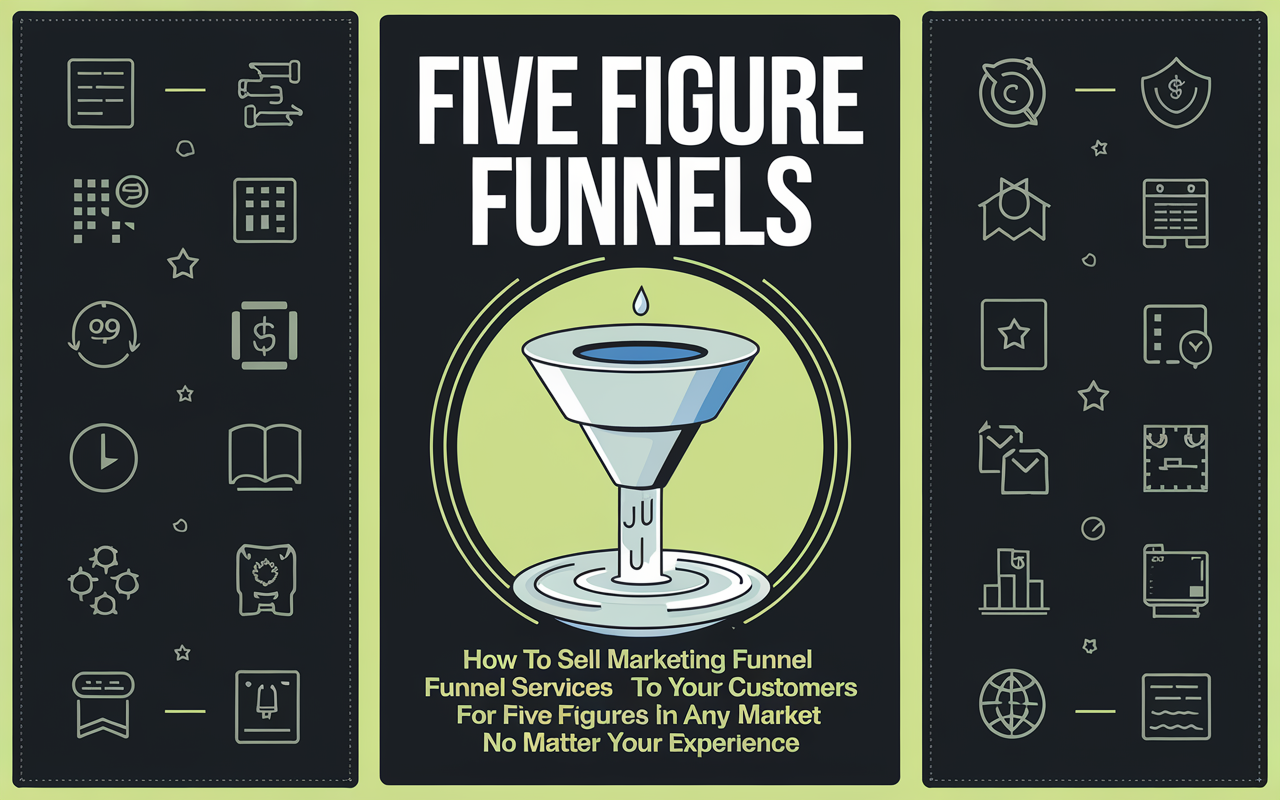 FIVE FIGURE
FUNNELS
How To Sell Marketing Funnel
Funnel Services To Your Customers
For Five Figures in Any Market
No Matter Your Experience
$
$